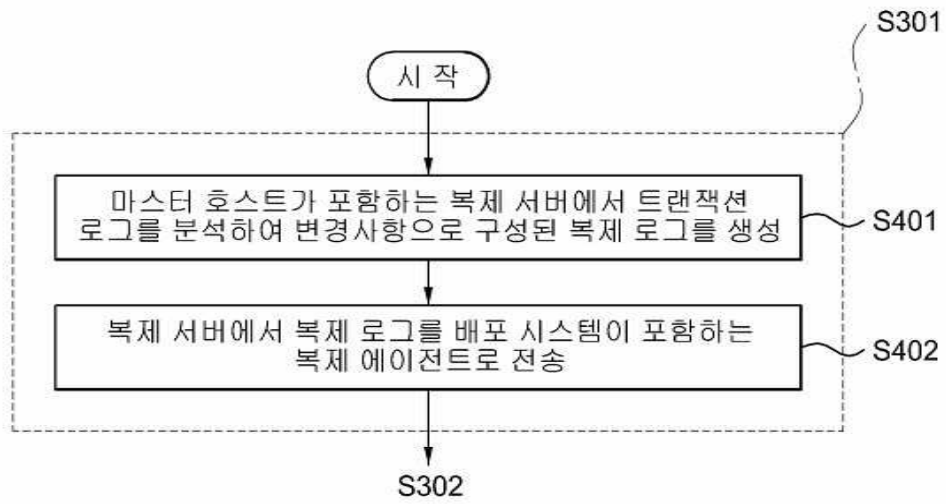 S301
시 작
마스터 호스트가 포함하는 복제 서버에서 트랜잭션
로그를 분석하여 변경사항으로 구성된 복제 로그를 생성
S401
복제 서버에서 복제 로그를 배포 시스템이 포함하는
복제 에이전트로 전송
S402
S302